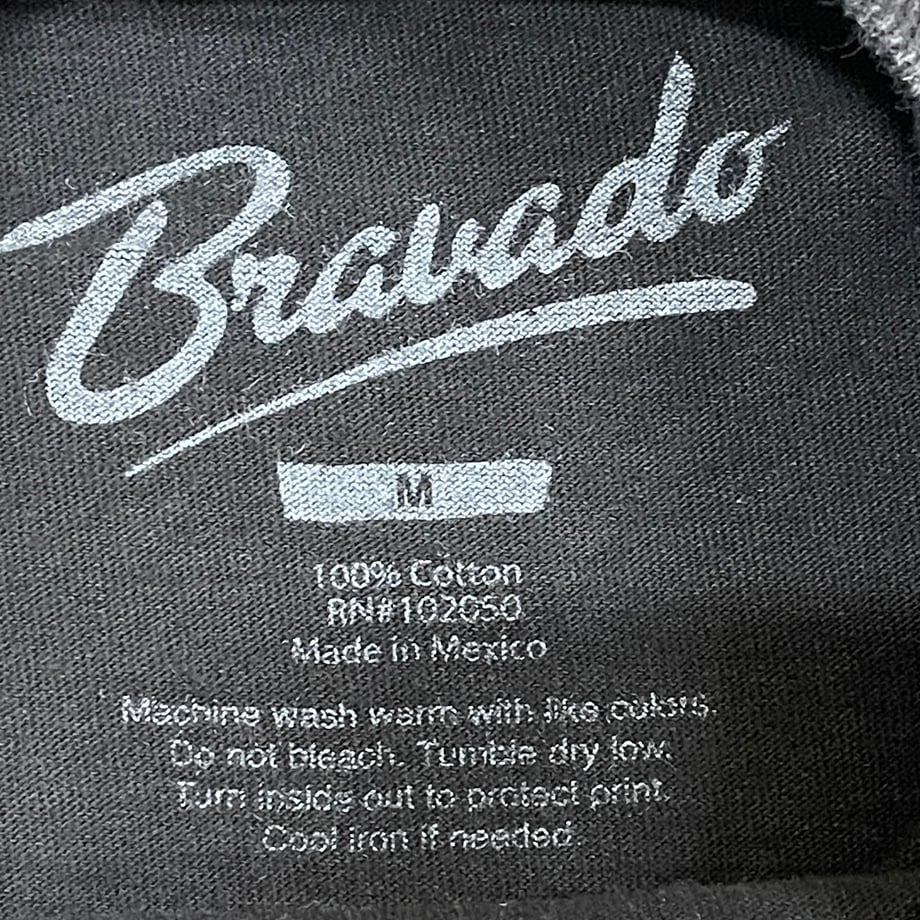 Bravado
M
100% Cotton
RN#102050
Made in Mexico
Machine wash warm with like colors.
Do not bleach. Tumble dry low.
Turn inside out to protect print.
Cool iron if needed.